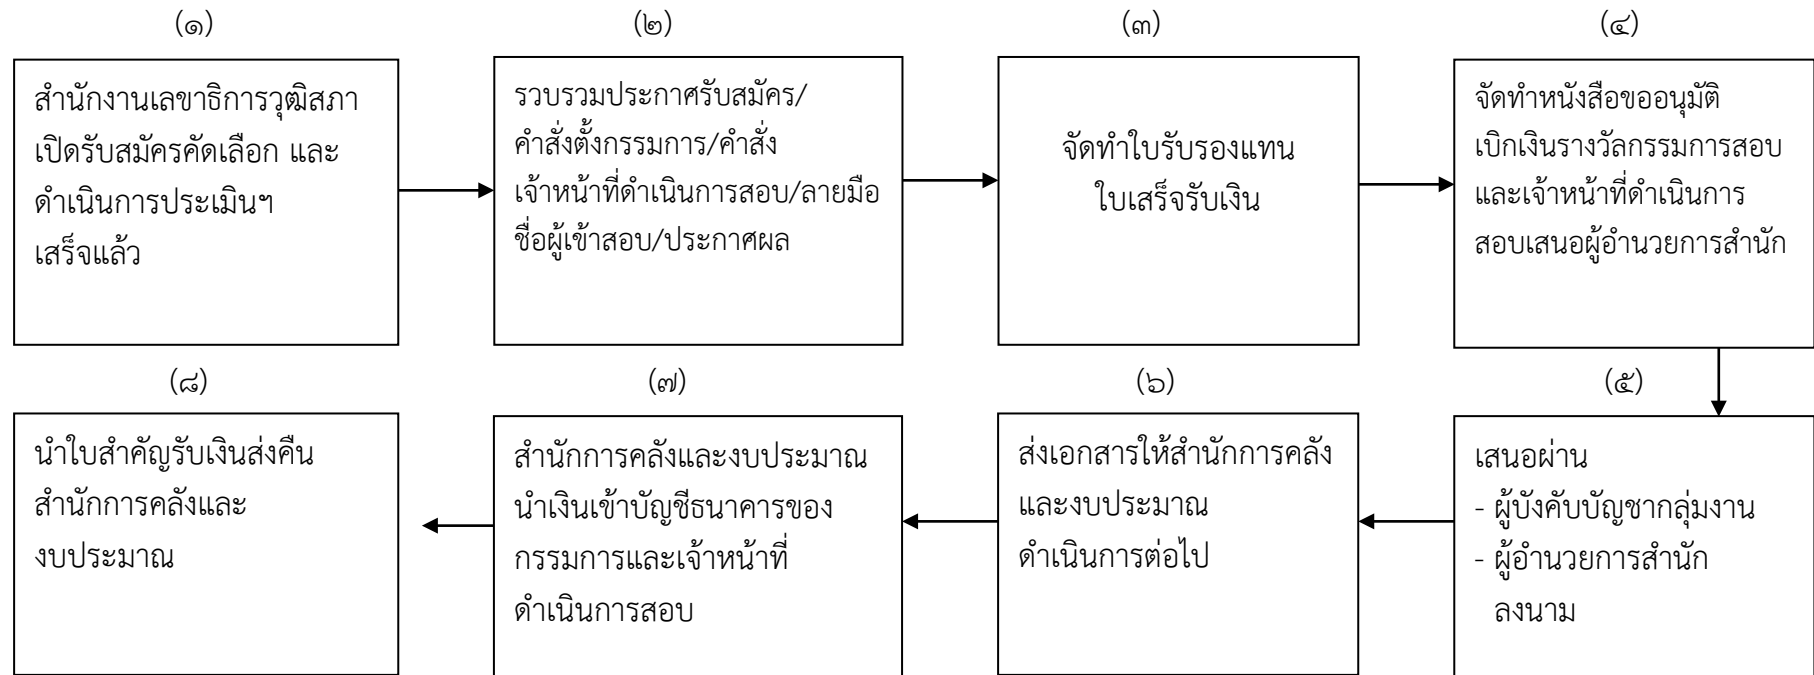 (๑)
สำนักงานเลขาธิการวุฒิสภา
เปิดรับสมัครคัดเลือก และ
ดำเนินการประเมินฯ
เสร็จแล้ว
(๒)
รวบรวมประกาศรับสมัคร/
คำสั่งตั้งกรรมการ/คำสั่ง
เจ้าหน้าที่ดำเนินการสอบ/ลายมือ
ชื่อผู้เข้าสอบ/ประกาศผล
(๓)
จัดทำใบรับรองแทน
ใบเสร็จรับเงิน
(๔)
จัดทำหนังสือขออนุมัติ
เบิกเงินรางวัลกรรมการสอบ
และเจ้าหน้าที่ดำเนินการ
สอบเสนอผู้อำนวยการสำนัก
(๕)
เสนอผ่าน
- ผู้บังคับบัญชากลุ่มงาน
- ผู้อำนวยการสำนัก
ลงนาม
(๖)
ส่งเอกสารให้สำนักการคลัง
และงบประมาณ
ดำเนินการต่อไป
(๗)
สำนักการคลังและงบประมาณ
นำเงินเข้าบัญชีธนาคารของ
กรรมการและเจ้าหน้าที่
ดำเนินการสอบ
(๘)
นำใบสำคัญรับเงินส่งคืน
สำนักการคลังและ
งบประมาณ